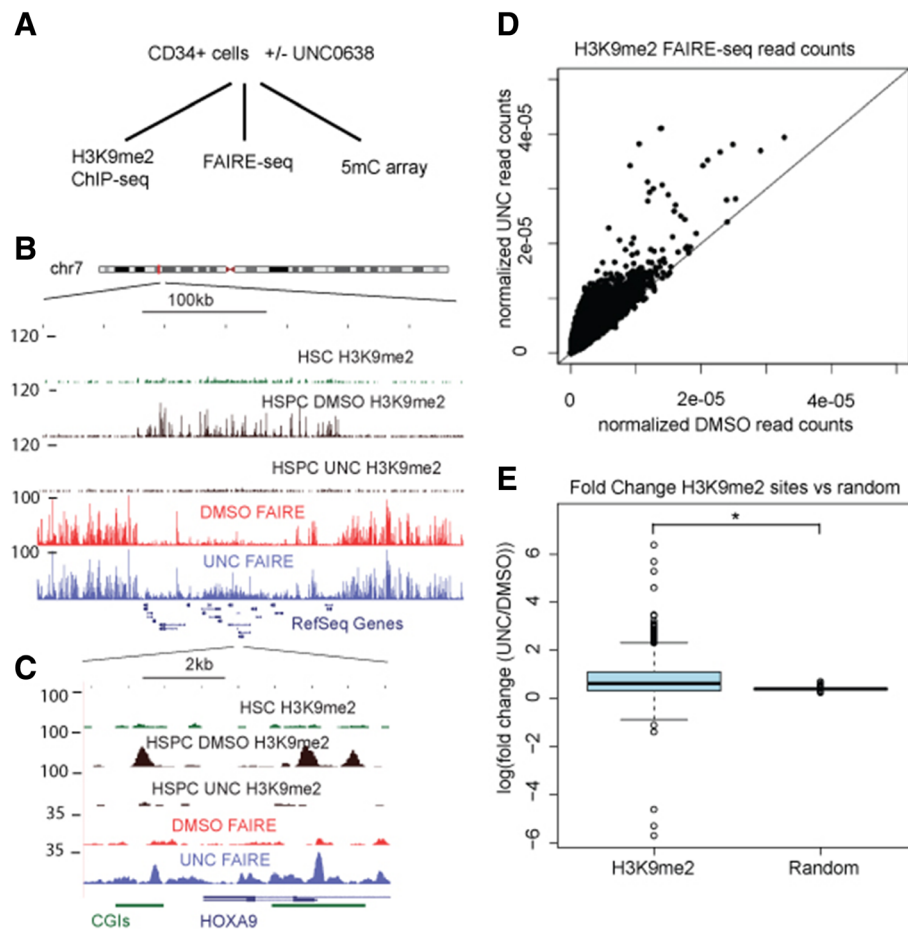 A
CD34+ cells +/- UNC0638
H3K9me2
ChIP-seq
FAIRE-seq
5mC array
B
chr7
100kb
120
HSC H3K9me2
120
HSPC DMSO H3K9me2
120
HSPC UNC H3K9me2
100
DMSO FAIRE
100
UNC FAIRE
RefSeq Genes
C
2kb
100
HSC H3K9me2
100
HSPC DMSO H3K9me2
100
HSPC UNC H3K9me2
35
DMSO FAIRE
35
UNC FAIRE
CGIs
HOXA9
D
H3K9me2 FAIRE-seq read counts
normalized UNC read counts
4e-05
2e-05
0
0 2e-05 4e-05
normalized DMSO read counts
E
Fold Change H3K9me2 sites vs random
*
log(fold change (UNC/DMSO))
6
4
2
0
−2
−4
−6
H3K9me2 Random